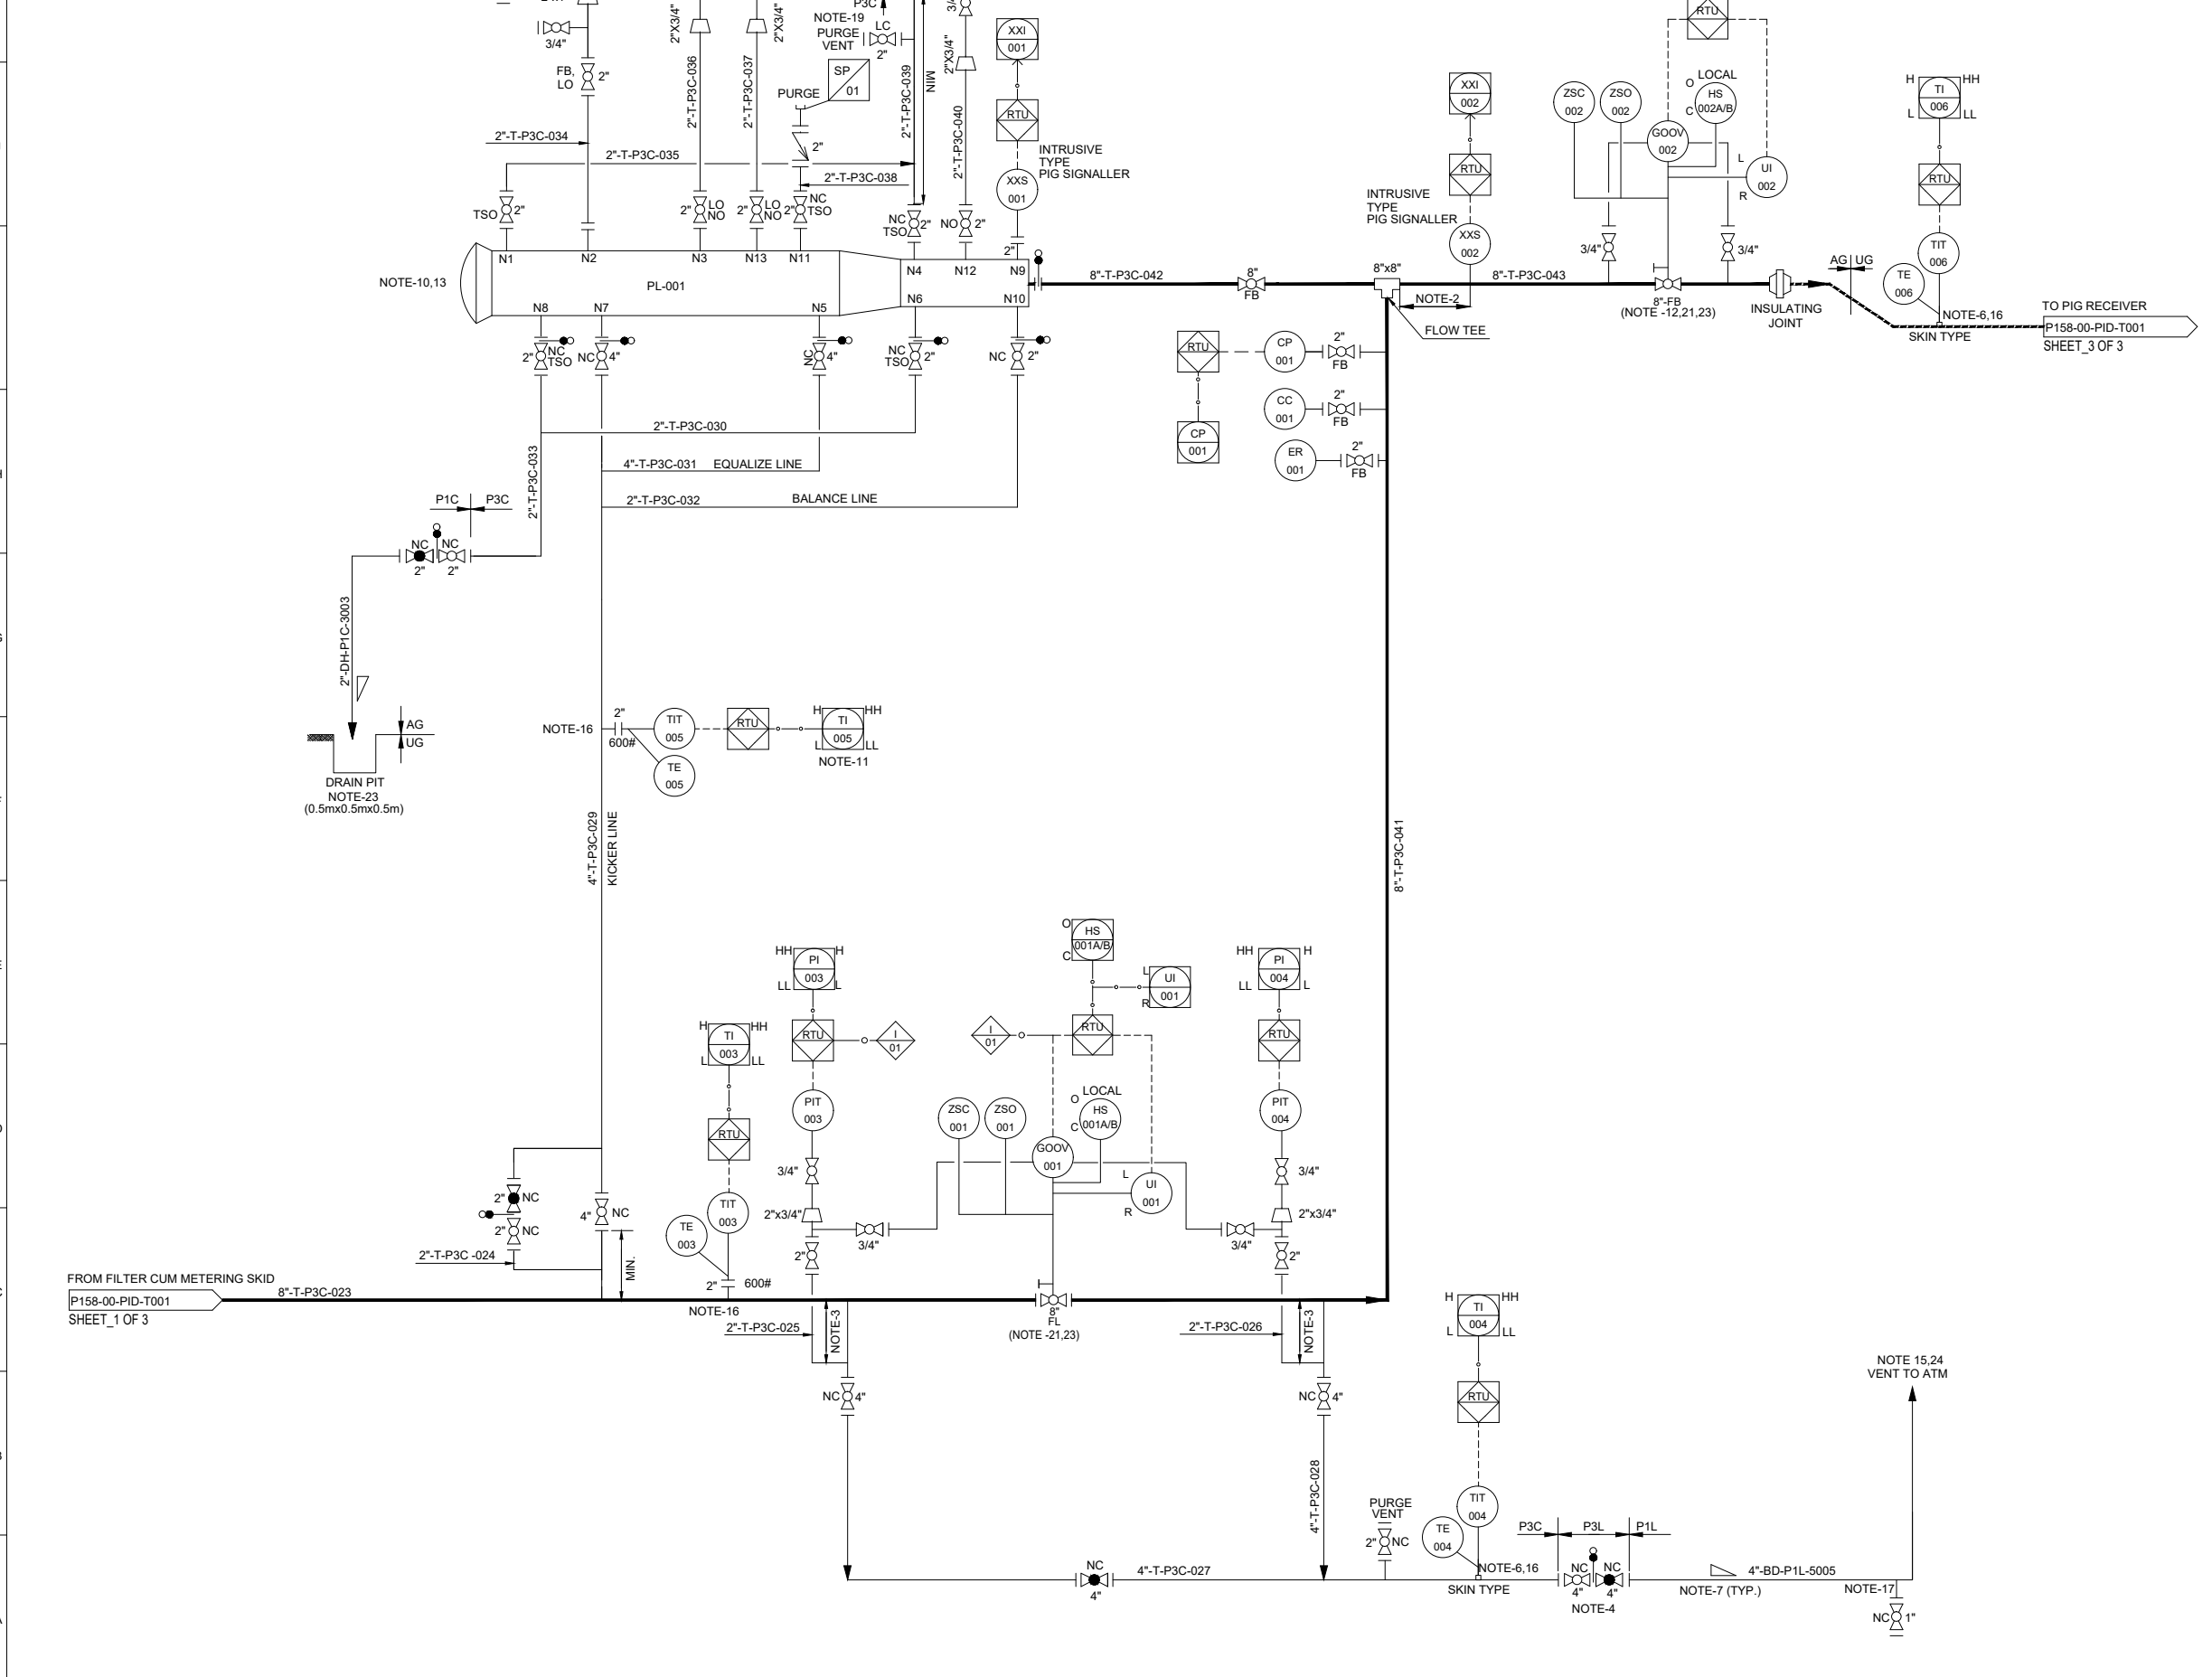 P3C
NOTE-19
PURGE
VENT
LC
2"
3/4"
2"X3/4"
2"X3/4"
2"X3/4"
3/4"
FB,
LO
2"
2"-T-P3C-034
2"-T-P3C-035
2"-T-P3C-036
2"-T-P3C-037
PURGE
SP
01
2"
2"-T-P3C-038
2"-T-P3C-039
MIN
2"-T-P3C-040
XXI
001
RTU
INTRUSIVE
TYPE
PIG SIGNALLER
XXS
001
2"
TSO
2"
2"
LO
NO
2"
LO
NO
2"
NC
TSO
NC
TSO
2"
NO
2"
NOTE-10,13
N1
N2
N3
N13
N11
N4
N12
N9
PL-001
N8
N7
N5
N6
N10
2"
NC
TSO
NC
4"
NC
4"
NC
TSO
2"
NC
2"
8"-T-P3C-042
8"
FB
8"x8"
NOTE-2
FLOW TEE
XXI
002
RTU
INTRUSIVE
TYPE
PIG SIGNALLER
XXS
002
8"-T-P3C-043
RTU
ZSC
002
ZSO
002
LOCAL
O
C
HS
002A/B
GOOV
002
L
R
UI
002
3/4"
3/4"
8"-FB
(NOTE -12,21,23)
INSULATING
JOINT
AG
UG
H
HH
L
LL
TI
006
RTU
TIT
006
TE
006
NOTE-6,16
SKIN TYPE
TO PIG RECEIVER
P158-00-PID-T001
SHEET_3 OF 3
RTU
CP
001
2"
FB
CP
001
CC
001
2"
FB
ER
001
2"
FB
2"-T-P3C-030
4"-T-P3C-031 EQUALIZE LINE
2"-T-P3C-032
BALANCE LINE
2"-T-P3C-033
P1C
P3C
NC
NC
2"
2"
2"-DH-P1C-3003
AG
UG
DRAIN PIT
NOTE-23
(0.5mx0.5mx0.5m)
NOTE-16
2"
600#
TIT
005
TE
005
RTU
H
HH
L
LL
TI
005
NOTE-11
4"-T-P3C-029
KICKER LINE
8"-T-P3C-041
2"
NC
2"
NC
4"
NC
2"-T-P3C -024
MIN.
FROM FILTER CUM METERING SKID
P158-00-PID-T001
SHEET_1 OF 3
8"-T-P3C-023
H
HH
L
LL
TI
003
RTU
TIT
003
TE
003
2"
600#
NOTE-16
HH
H
LL
L
PI
003
RTU
I
01
PIT
003
3/4"
2"x3/4"
3/4"
2"
2"-T-P3C-025
NOTE-3
O
C
HS
001A/B
L
R
UI
001
I
01
RTU
LOCAL
O
C
HS
001A/B
ZSC
001
ZSO
001
GOOV
001
L
R
UI
001
8"
FL
(NOTE -21,23)
HH
H
LL
L
PI
004
RTU
PIT
004
3/4"
2"x3/4"
3/4"
2"
2"-T-P3C-026
NOTE-3
NC
4"
NC
4"
4"-T-P3C-028
NC
4"
4"-T-P3C-027
PURGE
VENT
2"
NC
H
HH
L
LL
TI
004
RTU
TIT
004
TE
004
NOTE-6,16
SKIN TYPE
P3C
P3L
P1L
NC
NC
4"
4"
NOTE-4
4"-BD-P1L-5005
NOTE-7 (TYP.)
NOTE 15,24
VENT TO ATM
NOTE-17
NC
1"